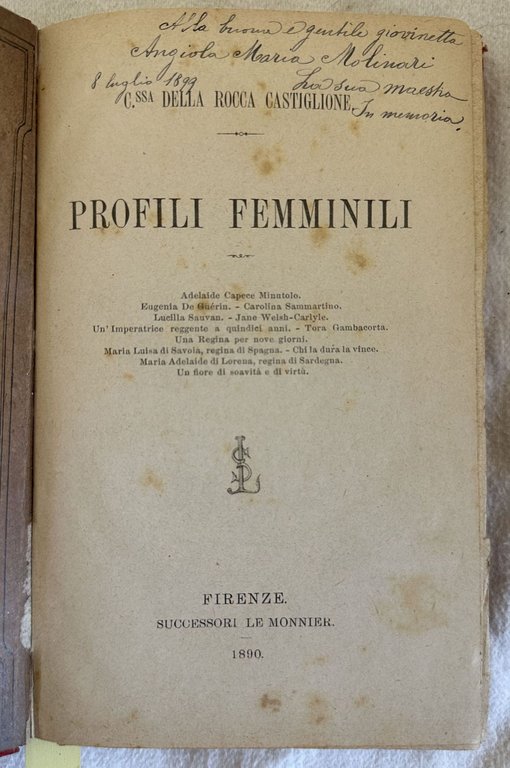 Alla buona e gentile giovinetta
Angiola Maria Molinari
8 luglio 1899 La sua maestra
C.SSA DELLA ROCCA CASTIGLIONE.
In memoria.
PROFILI FEMMINILI
Adelaide Capece Minutolo.
Eugenia De Guérin. - Carolina Sammartino.
Lucilla Sauvan. - Jane Welsh-Carlyle.
Un' Imperatrice reggente a quindici anni. - Tora Gambacorta.
Una Regina per nove giorni.
Maria Luisa di Savoia, regina di Spagna. - Chi la dura la vince.
Maria Adelaide di Lorena, regina di Sardegna.
Un fiore di soavità e di virtù.
SLM
FIRENZE.
SUCCESSORI LE MONNIER.
1890.